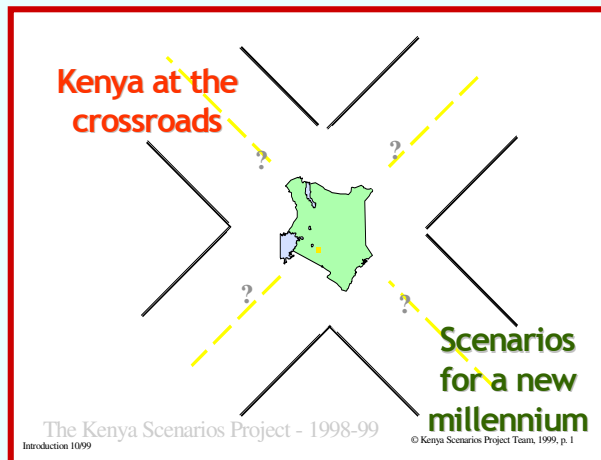 Kenya at the
crossroads
?
?
?
?
Scenarios
for a new
millennium
The Kenya Scenarios Project - 1998-99
Introduction 10/99
© Kenya Scenarios Project Team, 1999, p. 1